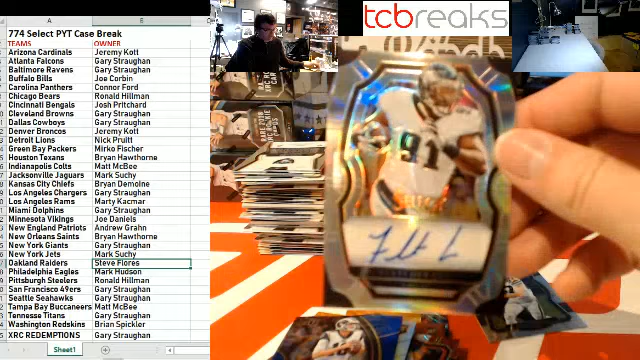 774 Select PYT Case Break
TEAMS OWNER
Arizona Cardinals Jeremy Kott
Atlanta Falcons Gary Straughan
Baltimore Ravens Gary Straughan
Buffalo Bills Joe Corbin
Carolina Panthers Connor Ford
Chicago Bears Ronald Hillman
Cincinnati Bengals Josh Pritchard
Cleveland Browns Gary Straughan
Dallas Cowboys Gary Straughan
Denver Broncos Jeremy Kott
Detroit Lions Nick Pruitt
Green Bay Packers Mirko Fischer
Houston Texans Bryan Hawthorne
Indianapolis Colts Matt McBee
Jacksonville Jaguars Mark Suchy
Kansas City Chiefs Bryan Demoine
Los Angeles Chargers Gary Straughan
Los Angeles Rams Marty Kacmar
Miami Dolphins Gary Straughan
Minnesota Vikings Joe Daniels
New England Patriots Andrew Grahn
New Orleans Saints Bryan Hawthorne
New York Giants Gary Straughan
New York Jets Mark Suchy
Oakland Raiders Steve Flores
Philadelphia Eagles Mark Hudson
Pittsburgh Steelers Ronald Hillman
San Francisco 49ers Gary Straughan
Seattle Seahawks Gary Straughan
Tampa Bay Buccaneers Matt McBee
Tennessee Titans Gary Straughan
Washington Redskins Brian Spickler
XRC REDEMPTIONS Gary Straughan
Sheet1
tcbreaks
91